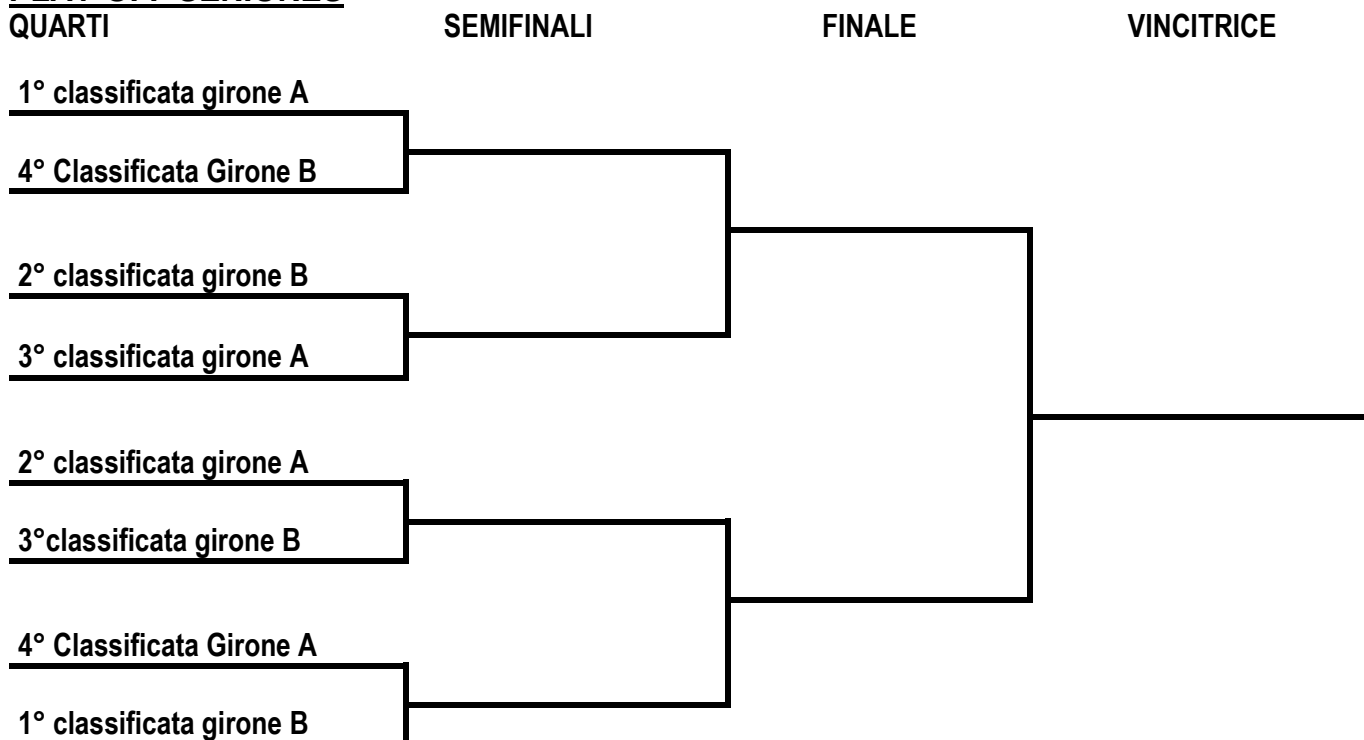 QUARTI SEMIFINALI FINALE VINCITRICE
1° classificata girone A
4° Classificata Girone B
2° classificata girone B
3° classificata girone A
2° classificata girone A
3°classificata girone B
4° Classificata Girone A
1° classificata girone B